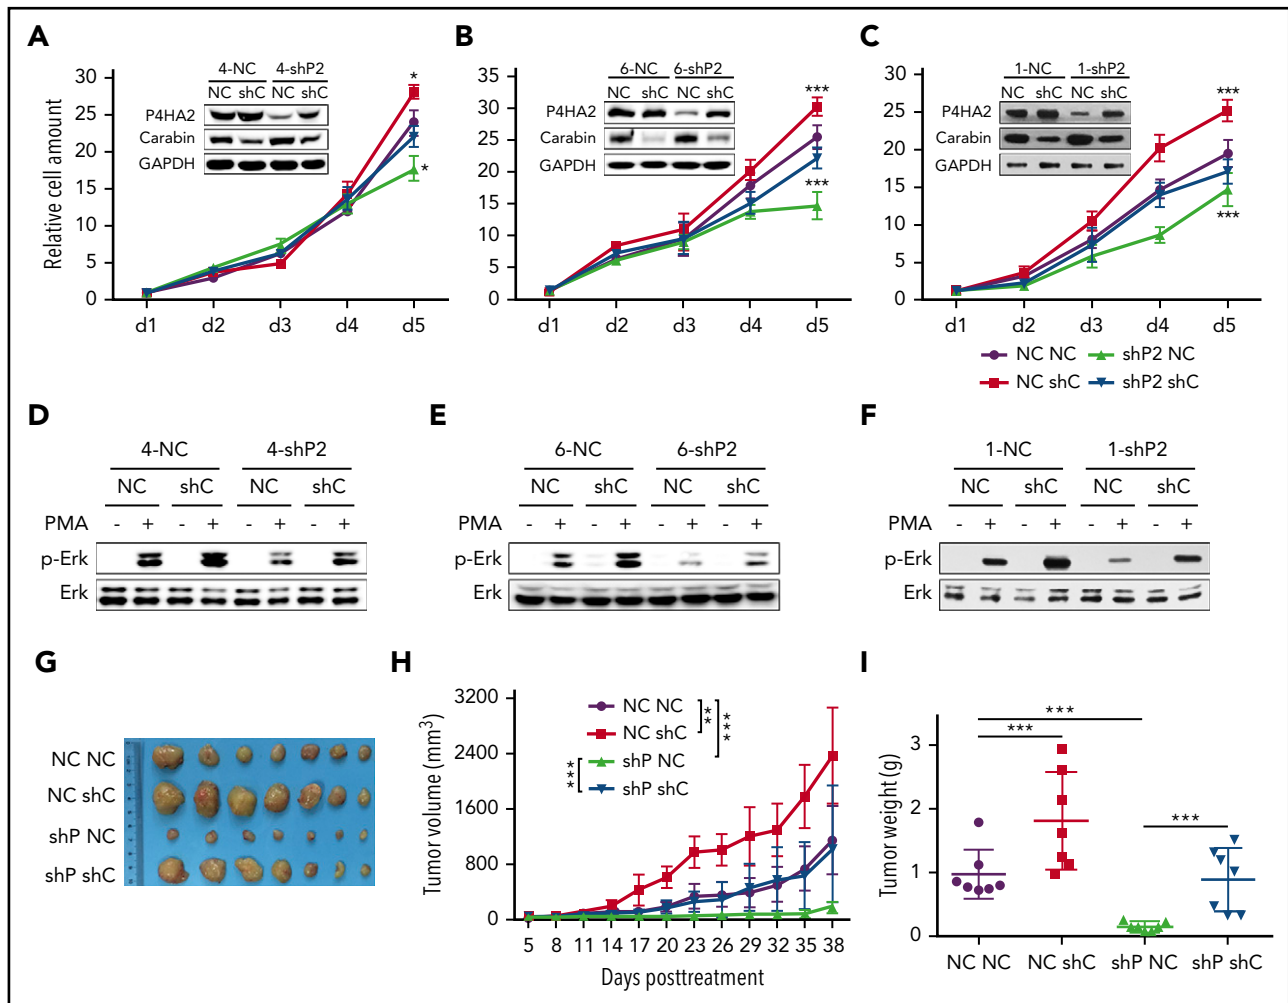 A
B
C
4-NC 4-shP2
NC shC NC shC
P4HA2
Carabin
GAPDH
Relative cell amount
30
25
20
15
10
5
0
d1 d2 d3 d4 d5
*
*
6-NC 6-shP2
NC shC NC shC
P4HA2
Carabin
GAPDH
35
30
25
20
15
10
5
0
d1 d2 d3 d4 d5
***
***
1-NC 1-shP2
NC shC NC shC
P4HA2
Carabin
GAPDH
30
25
20
15
10
5
0
d1 d2 d3 d4 d5
***
***
NC NC shP2 NC
NC shC shP2 shC
D
E
F
4-NC 4-shP2
NC shC NC shC
PMA - + - + - + - +
p-Erk
Erk
6-NC 6-shP2
NC shC NC shC
PMA - + - + - + - +
p-Erk
Erk
1-NC 1-shP2
NC shC NC shC
PMA - + - + - + - +
p-Erk
Erk
G
H
I
NC NC
NC shC
shP NC
shP shC
Tumor volume (mm³)
3200
2400
1600
800
0
NC NC
NC shC
shP NC
shP shC
**
***
***
5 8 11 14 17 20 23 26 29 32 35 38
Days posttreatment
Tumor weight (g)
3
2
1
0
***
***
***
NC NC NC shC shP NC shP shC